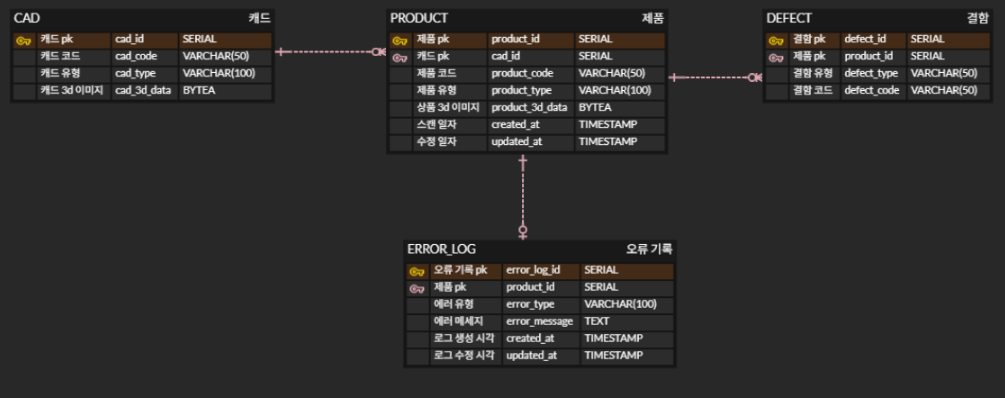 CAD 캐드
캐드 pk cad_id SERIAL
캐드 코드 cad_code VARCHAR(50)
캐드 유형 cad_type VARCHAR(100)
캐드 3d 이미지 cad_3d_data BYTEA
PRODUCT 제품
제품 pk product_id SERIAL
캐드 pk cad_id SERIAL
제품 코드 product_code VARCHAR(50)
제품 유형 product_type VARCHAR(100)
상품 3d 이미지 product_3d_data BYTEA
스캔 일자 created_at TIMESTAMP
수정 일자 updated_at TIMESTAMP
DEFECT 결함
결함 pk defect_id SERIAL
제품 pk product_id SERIAL
결함 유형 defect_type VARCHAR(50)
결함 코드 defect_code VARCHAR(50)
ERROR_LOG 오류 기록
오류 기록 pk error_log_id SERIAL
제품 pk product_id SERIAL
에러 유형 error_type VARCHAR(100)
에러 메세지 error_message TEXT
로그 생성 시각 created_at TIMESTAMP
로그 수정 시각 updated_at TIMESTAMP